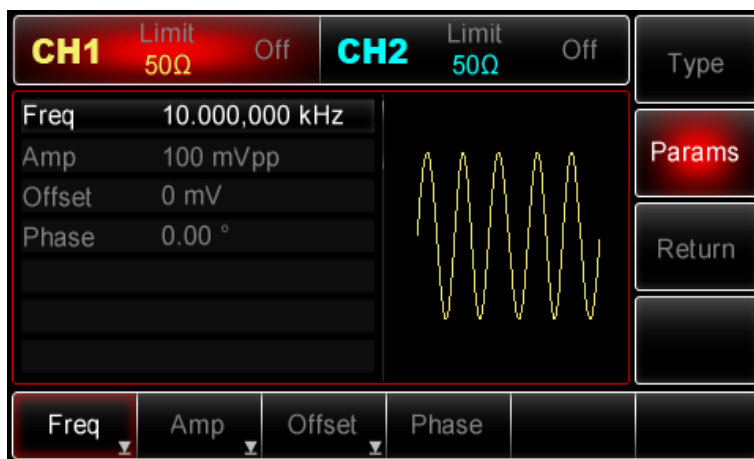 CH1 Limit 50Ω Off CH2 Limit 50Ω Off
Type
Freq 10.000,000 kHz
Amp 100 mVpp
Offset 0 mV
Phase 0.00 °
Params
Return
Freq Amp Offset Phase